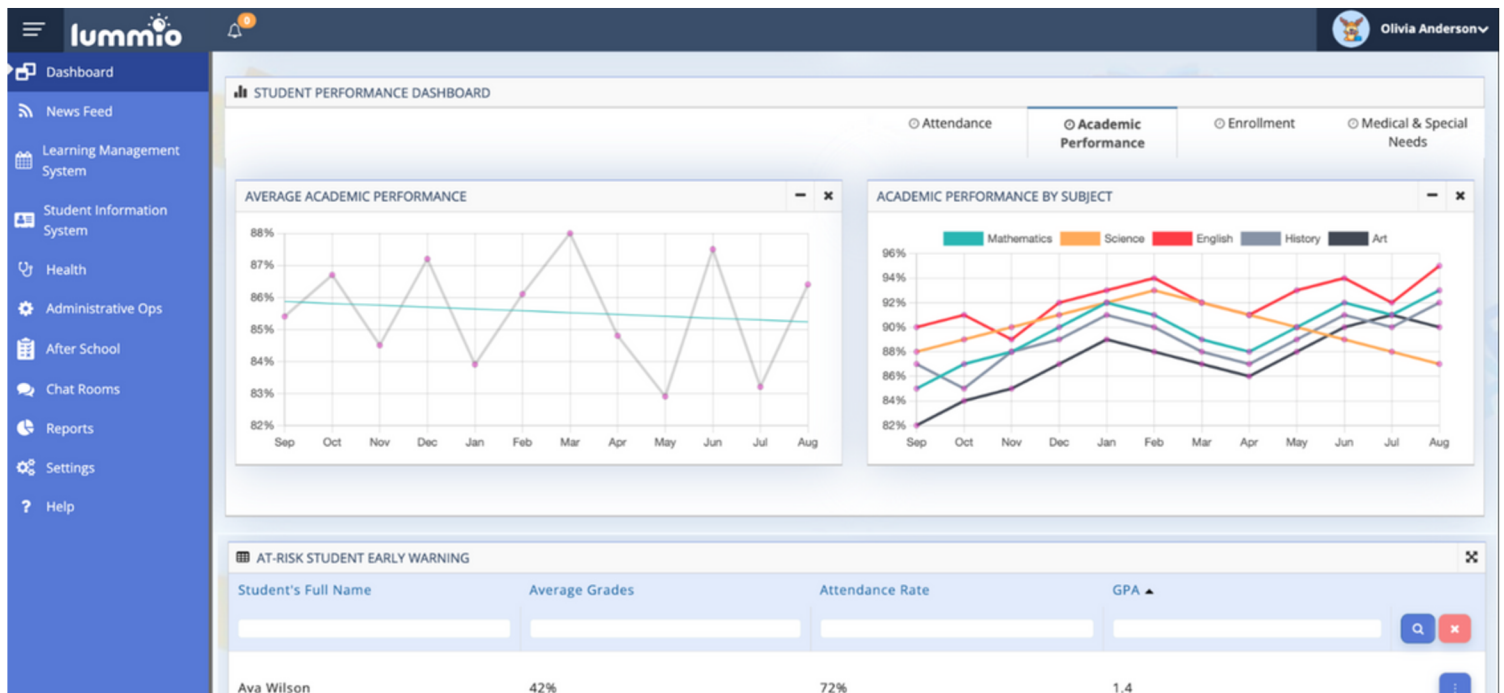 lummio
0
Olivia Anderson
Dashboard
News Feed
Learning Management
System
Student Information
System
Health
Administrative Ops
After School
Chat Rooms
Reports
Settings
? Help
STUDENT PERFORMANCE DASHBOARD
Attendance
Academic
Performance
Enrollment
Medical & Special
Needs
AVERAGE ACADEMIC PERFORMANCE
88%
87%
86%
85%
84%
83%
82%
Sep Oct Nov Dec Jan Feb Mar Apr May Jun Jul Aug
ACADEMIC PERFORMANCE BY SUBJECT
Mathematics Science English History Art
96%
94%
92%
90%
88%
86%
84%
82%
Sep Oct Nov Dec Jan Feb Mar Apr May Jun Jul Aug
AT-RISK STUDENT EARLY WARNING
Student's Full Name Average Grades Attendance Rate GPA
Ava Wilson 42% 72% 1.4